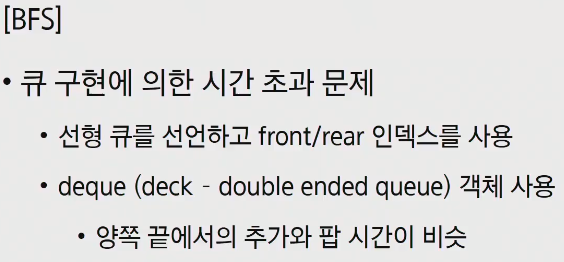 [BFS]
• 큐 구현에 의한 시간 초과 문제
• 선형 큐를 선언하고 front/rear 인덱스를 사용
• deque (deck - double ended queue) 객체 사용
• 양쪽 끝에서의 추가와 팝 시간이 비슷